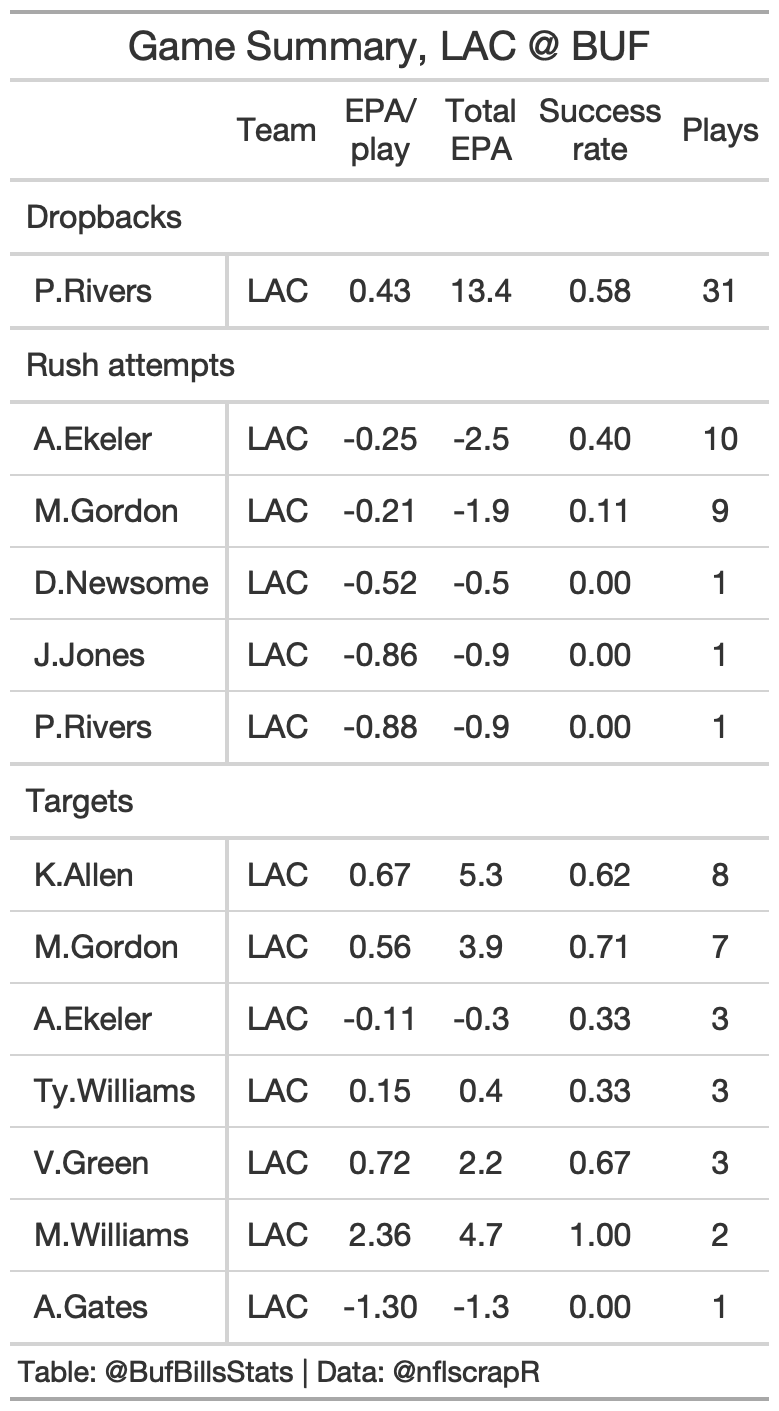 Game Summary, LAC @ BUF
Team EPA/play Total EPA Success rate Plays
Dropbacks
P.Rivers LAC 0.43 13.4 0.58 31
Rush attempts
A.Ekeler LAC -0.25 -2.5 0.40 10
M.Gordon LAC -0.21 -1.9 0.11 9
D.Newsome LAC -0.52 -0.5 0.00 1
J.Jones LAC -0.86 -0.9 0.00 1
P.Rivers LAC -0.88 -0.9 0.00 1
Targets
K.Allen LAC 0.67 5.3 0.62 8
M.Gordon LAC 0.56 3.9 0.71 7
A.Ekeler LAC -0.11 -0.3 0.33 3
Ty.Williams LAC 0.15 0.4 0.33 3
V.Green LAC 0.72 2.2 0.67 3
M.Williams LAC 2.36 4.7 1.00 2
A.Gates LAC -1.30 -1.3 0.00 1
Table: @BufBillsStats | Data: @nflscrapR